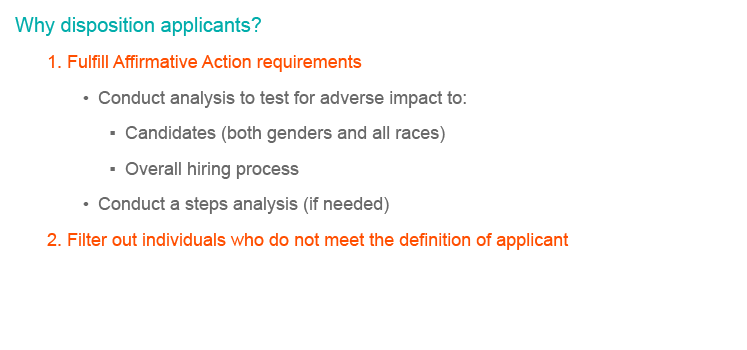 Why disposition applicants?
1. Fulfill Affirmative Action requirements
• Conduct analysis to test for adverse impact to:
▪ Candidates (both genders and all races)
▪ Overall hiring process
• Conduct a steps analysis (if needed)
2. Filter out individuals who do not meet the definition of applicant